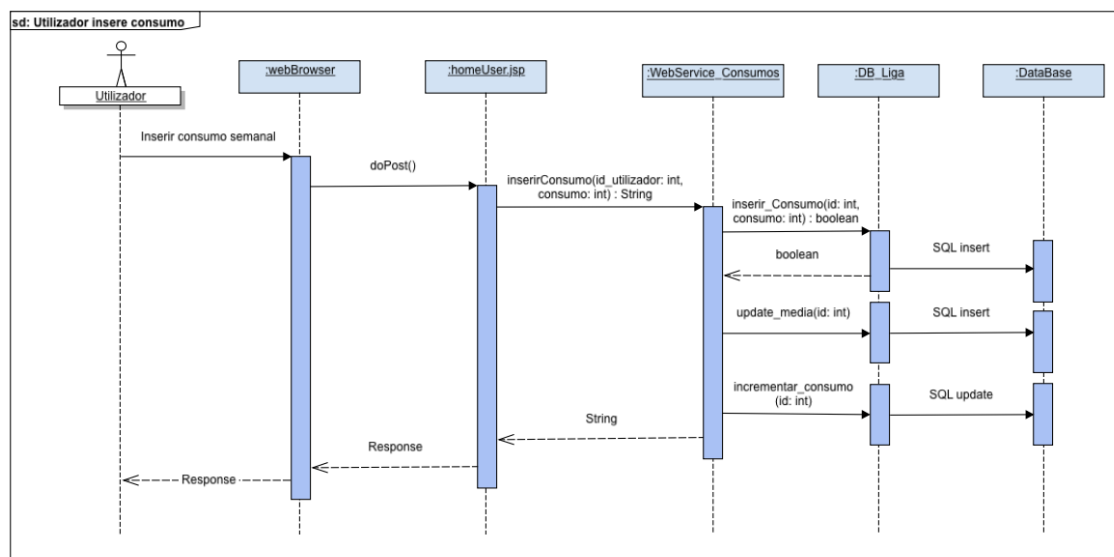 sd: Utilizador insere consumo
Utilizador
:webBrowser
:homeUser.jsp
:WebService_Consumos
:DB_Liga
:DataBase
Inserir consumo semanal
doPost()
inserirConsumo(id_utilizador: int,
consumo: int) : String
inserir_Consumo(id: int,
consumo: int) : boolean
boolean
SQL insert
update_media(id: int)
SQL insert
incrementar_consumo
(id: int)
SQL update
String
Response
Response